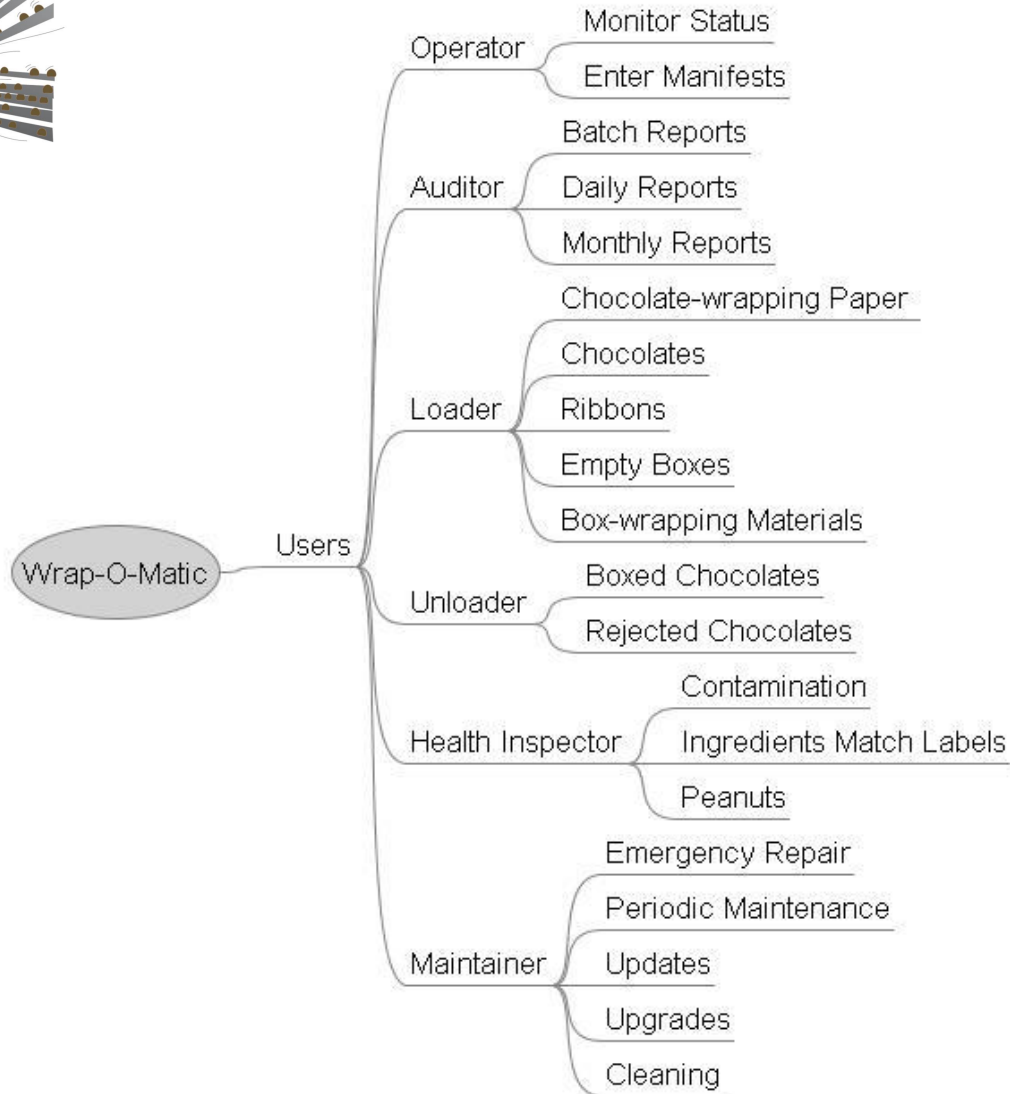 Monitor Status
Operator
Enter Manifests
Batch Reports
Auditor
Daily Reports
Monthly Reports
Chocolate-wrapping Paper
Chocolates
Loader
Ribbons
Empty Boxes
Box-wrapping Materials
Wrap-O-Matic
Users
Boxed Chocolates
Unloader
Rejected Chocolates
Contamination
Health Inspector
Ingredients Match Labels
Peanuts
Emergency Repair
Periodic Maintenance
Maintainer
Updates
Upgrades
Cleaning